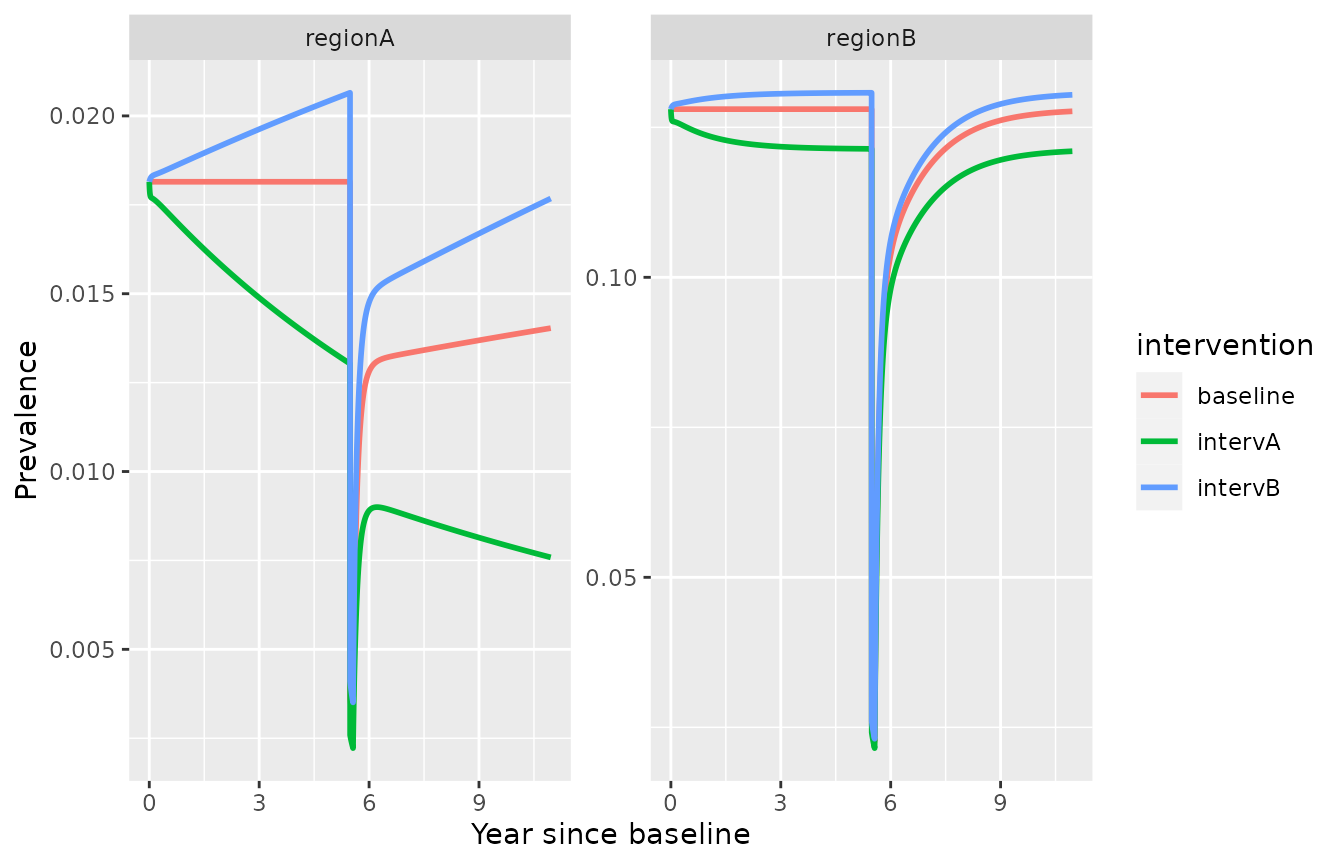 regionA
regionB
Prevalence
0.020
0.015
0.010
0.005
0.10
0.05
0 3 6 9
0 3 6 9
Year since baseline
intervention
baseline
intervA
intervB